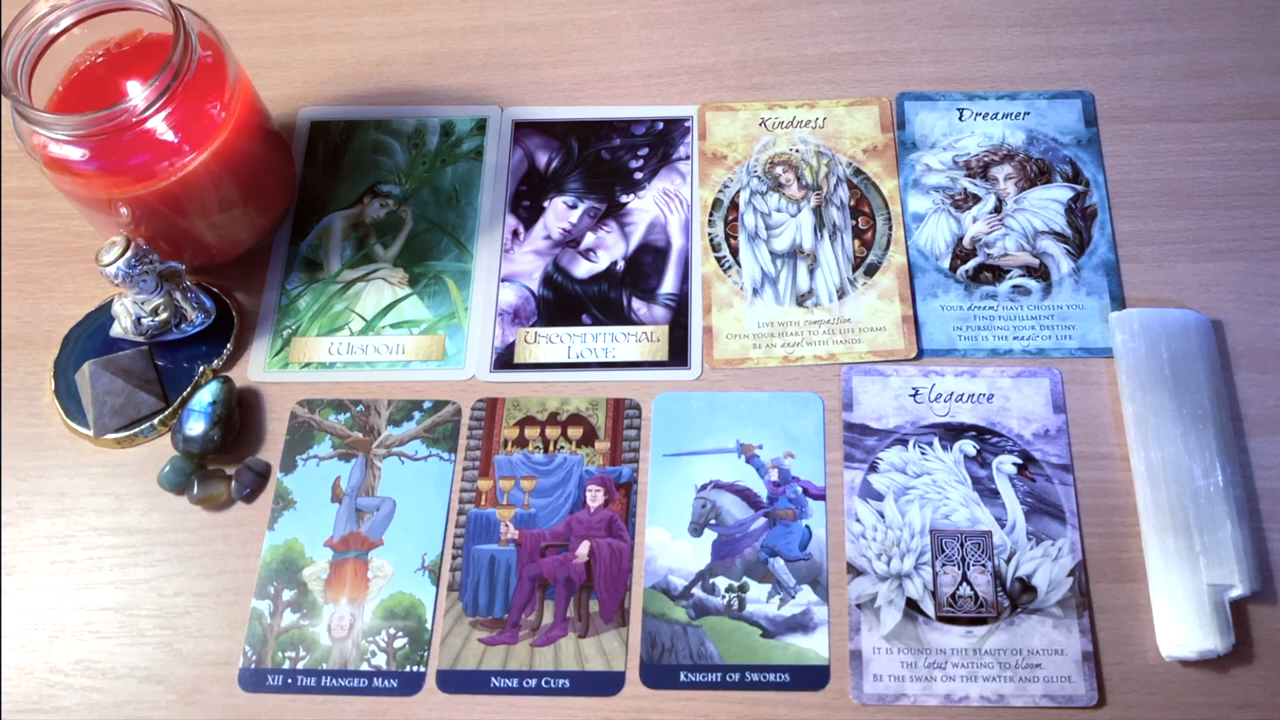 Wisdom
Unconditional
Love
Kindness
Live with compassion.
Open your heart to all life forms.
Be an angel with hands.
Dreamer
Your dreams have chosen you.
Find fulfillment
in pursuing your destiny.
This is the magic of life.
XII • The Hanged Man
Nine of Cups
Knight of Swords
Elegance
It is found in the beauty of nature.
The lotus waiting to bloom.
Be the swan on the water and glide.